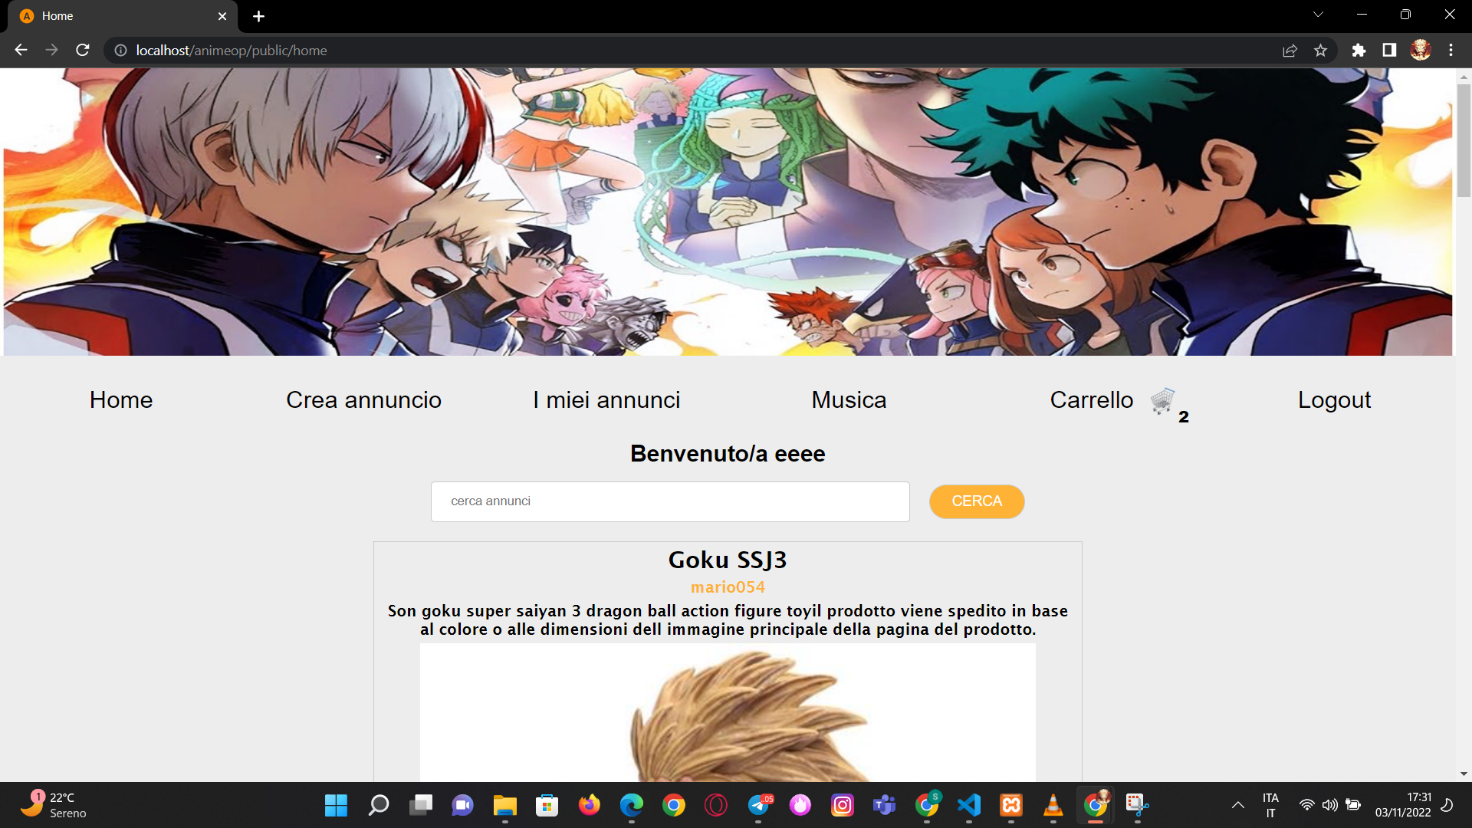 Home
localhost/animeop/public/home
Home
Crea annuncio
I miei annunci
Musica
Carrello
2
Logout
Benvenuto/a eeee
cerca annunci
CERCA
Goku SSJ3
mario054
Son goku super saiyan 3 dragon ball action figure toyil prodotto viene spedito in base
al colore o alle dimensioni dell immagine principale della pagina del prodotto.
1
22°C
Sereno
ITA
IT
17:31
03/11/2022